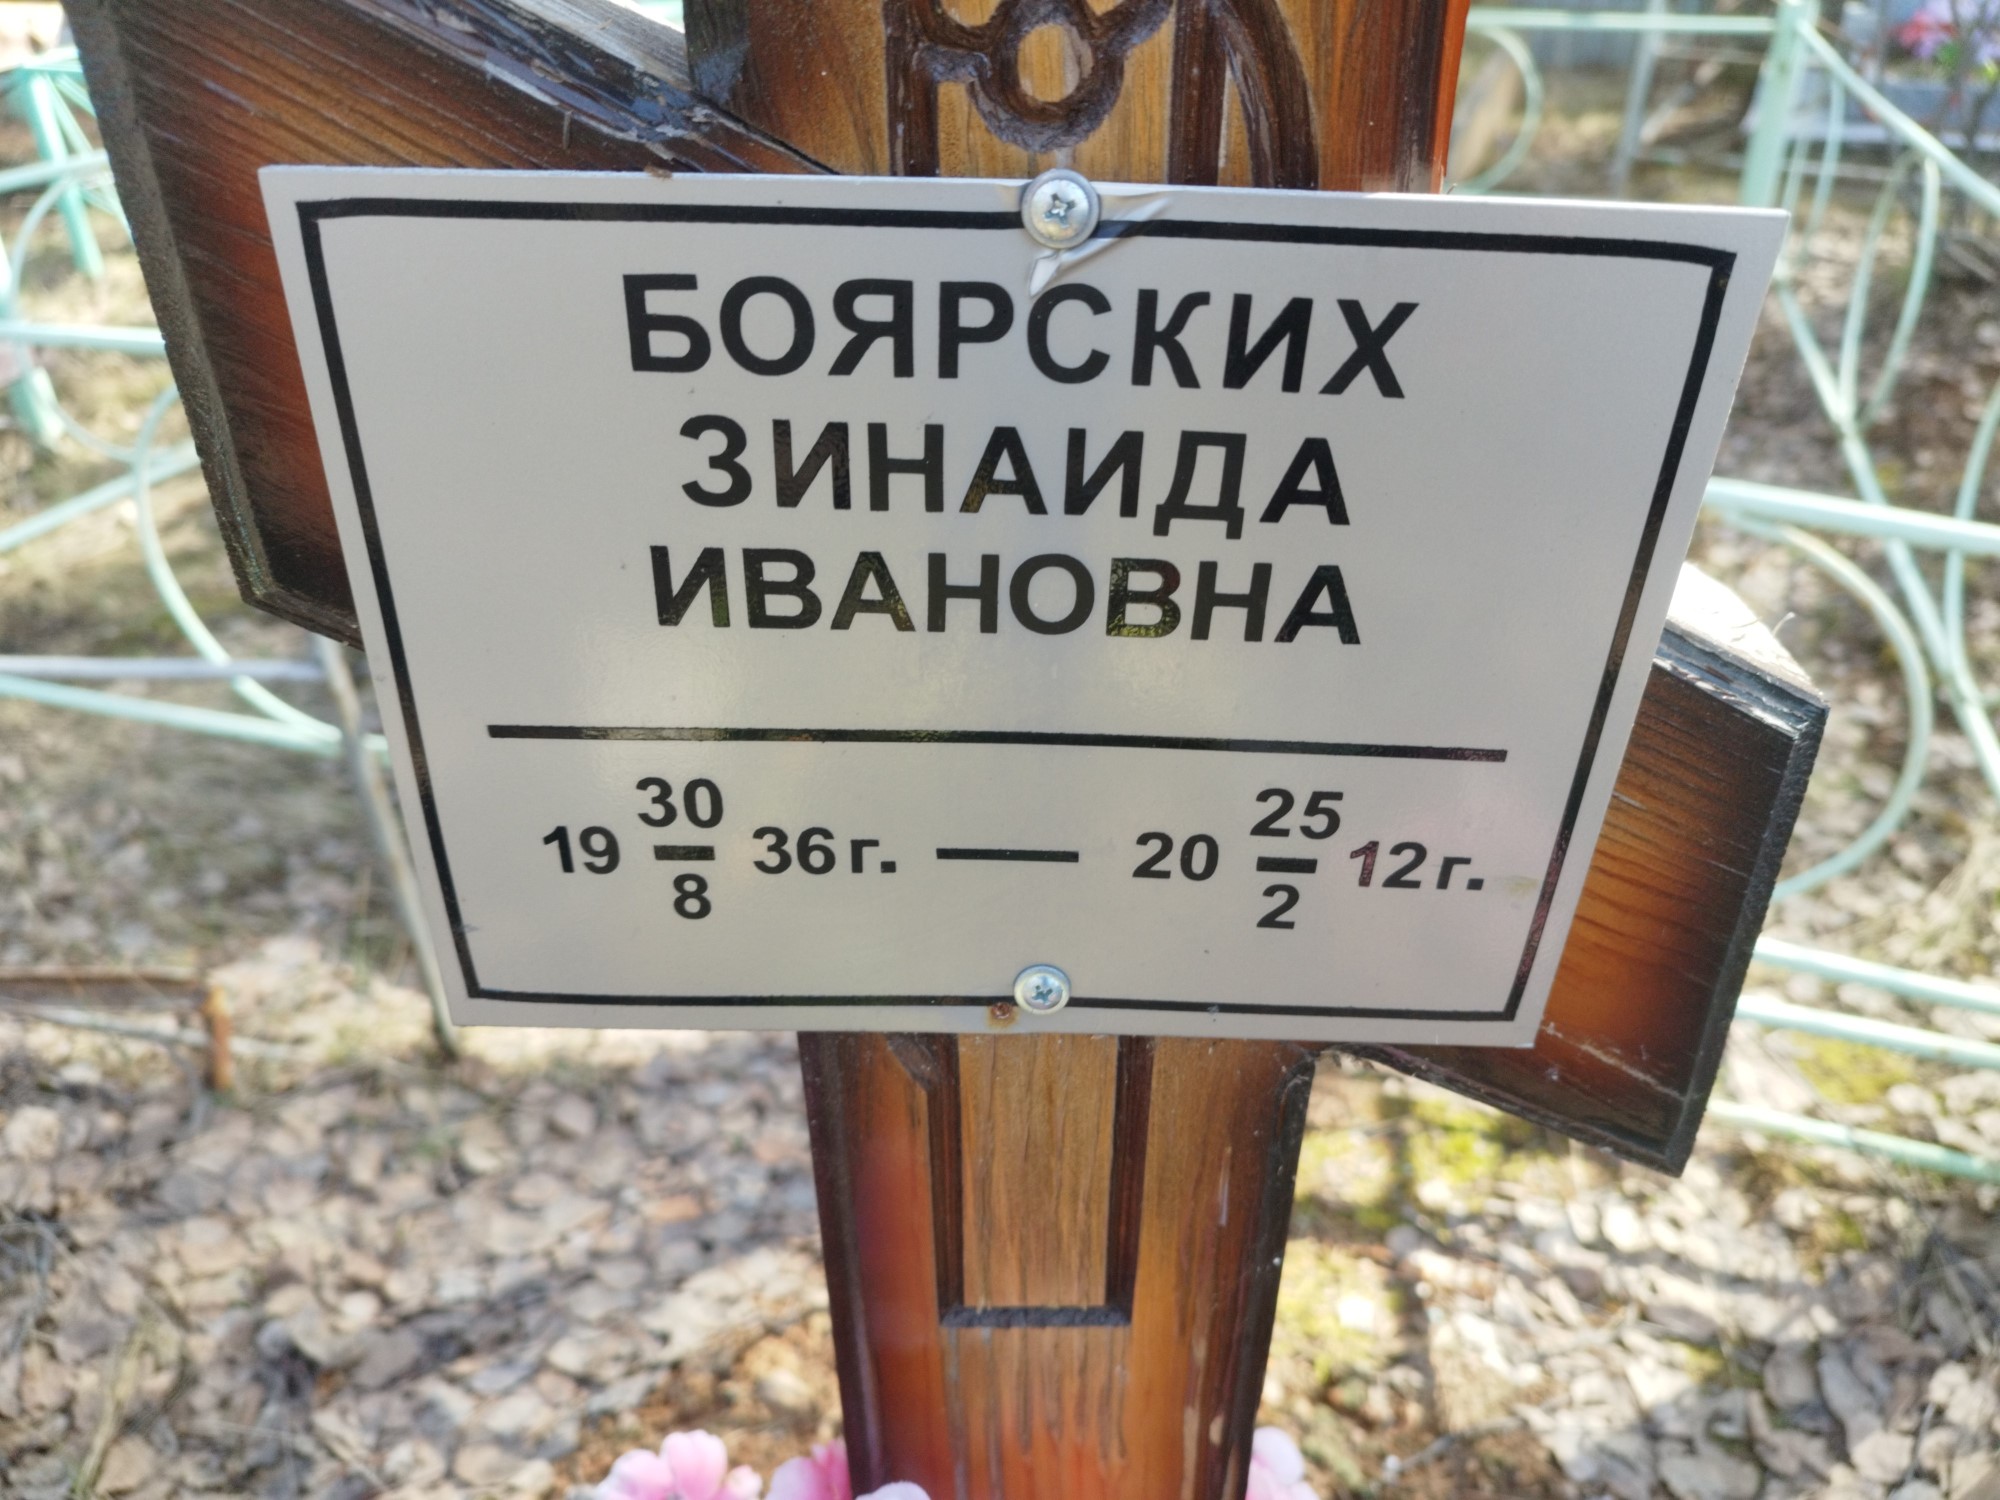 БОЯРСКИХ
ЗИНАИДА
ИВАНОВНА
19 30/8 36г. — 20 25/2 12г.